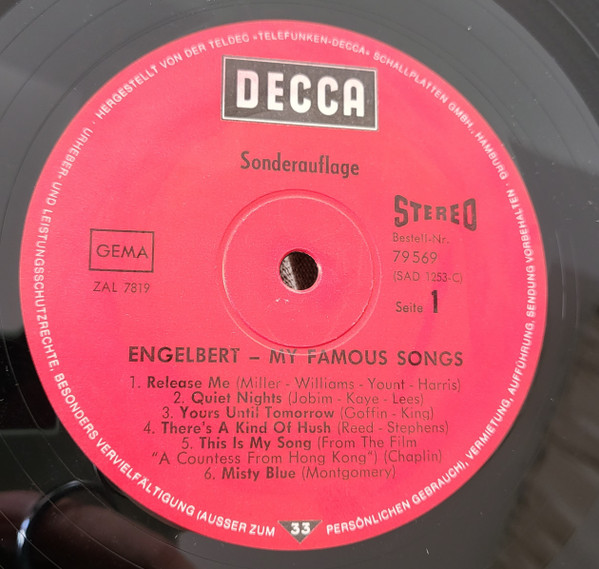 URHEBER- UND LEISTUNGSSCHUTZRECHTE, BESONDERS VERVIELFÄLTIGUNG (AUSSER ZUM PERSÖNLICHEN GEBRAUCH), VERMIETUNG, AUFFÜHRUNG, SENDUNG VORBEHALTEN · HERGESTELLT VON DER TELDEC »TELEFUNKEN-DECCA« SCHALLPLATTEN GMBH., HAMBURG ·
DECCA
Sonderauflage
STEREO
Bestell-Nr.
79569
(SAD 1253-C)
Seite 1
GEMA
ZAL 7819
ENGELBERT – MY FAMOUS SONGS
1. Release Me (Miller - Williams - Yount - Harris)
2. Quiet Nights (Jobim - Kaye - Lees)
3. Yours Until Tomorrow (Goffin - King)
4. There's A Kind Of Hush (Reed - Stephens)
5. This Is My Song (From The Film
"A Countess From Hong Kong") (Chaplin)
6. Misty Blue (Montgomery)
33